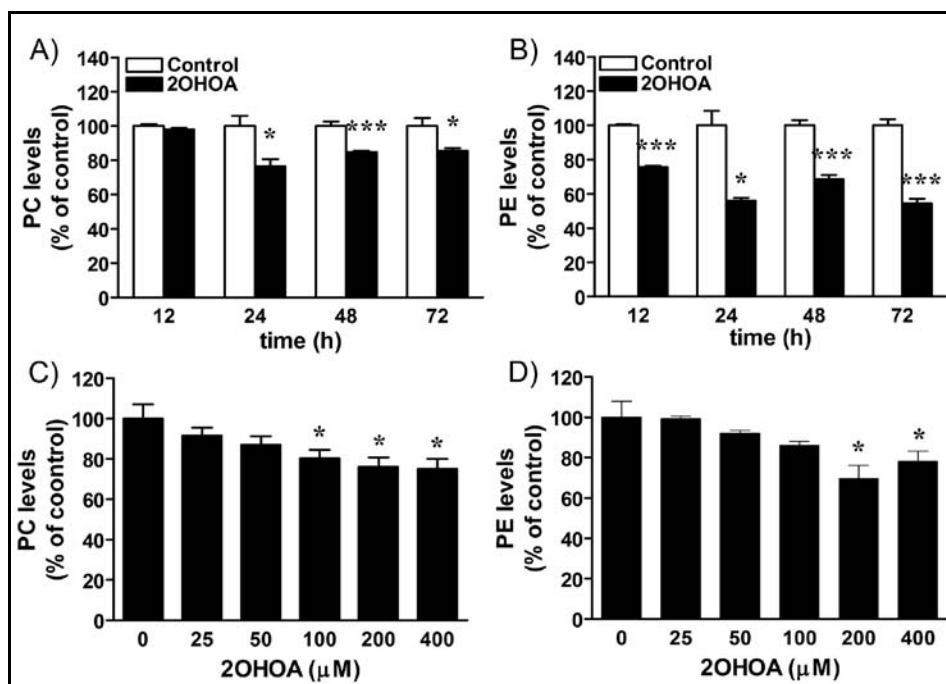 A)
140
120
100
80
60
40
20
0
PC levels
(% of control)
Control
2OHOA
*
***
*
12 24 48 72
time (h)
B)
140
120
100
80
60
40
20
0
PE levels
(% of control)
Control
2OHOA
***
*
***
***
12 24 48 72
time (h)
C)
120
100
80
60
40
20
0
PC levels
(% of coontrol)
* * *
0 25 50 100 200 400
2OHOA (μM)
D)
120
100
80
60
40
20
0
PE levels
(% of control)
* *
0 25 50 100 200 400
2OHOA (μM)